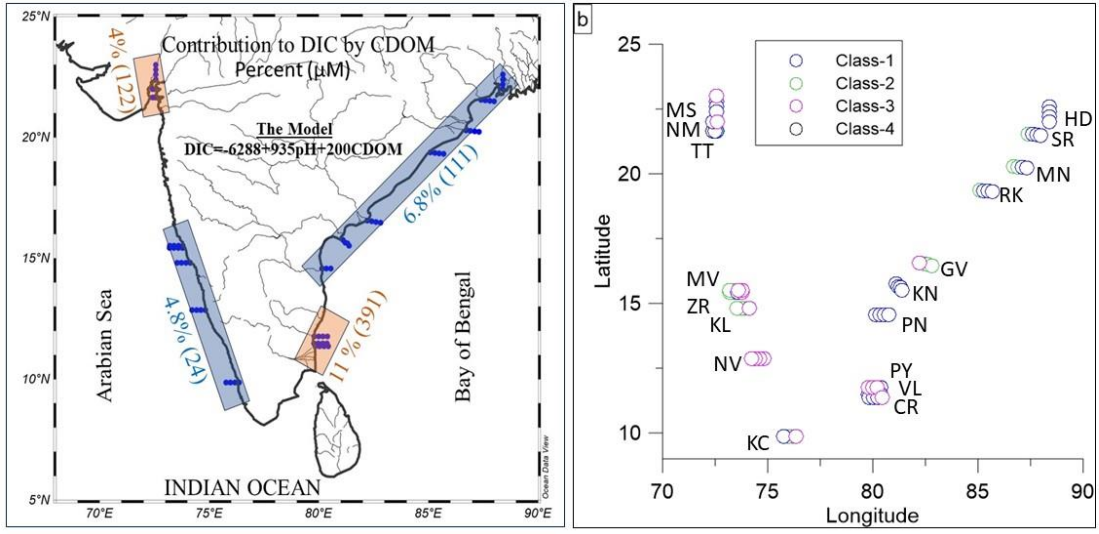 25°N
20°N
15°N
10°N
5°N
70°E
75°E
80°E
85°E
90°E
Contribution to DIC by CDOM
Percent (μM)
The Model
DIC=-6288+935pH+200CDOM
4% (122)
6.8% (111)
4.8% (24)
11 % (391)
Arabian Sea
Bay of Bengal
INDIAN OCEAN
Ocean Data View
b
Class-1
Class-2
Class-3
Class-4
25
20
15
10
Latitude
70
75
80
85
90
Longitude
MS
NM
TT
HD
SR
MN
RK
GV
KN
PN
MV
ZR
KL
NV
PY
VL
CR
KC